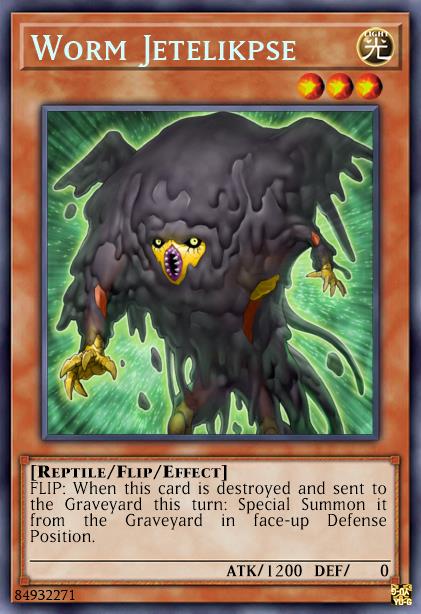 WORM JETELIKPSE
LIGHT
光
[REPTILE/FLIP/EFFECT]
FLIP: When this card is destroyed and sent to
the Graveyard this turn: Special Summon it
from the Graveyard in face-up Defense
Position.
ATK/1200 DEF/ 0
84932271